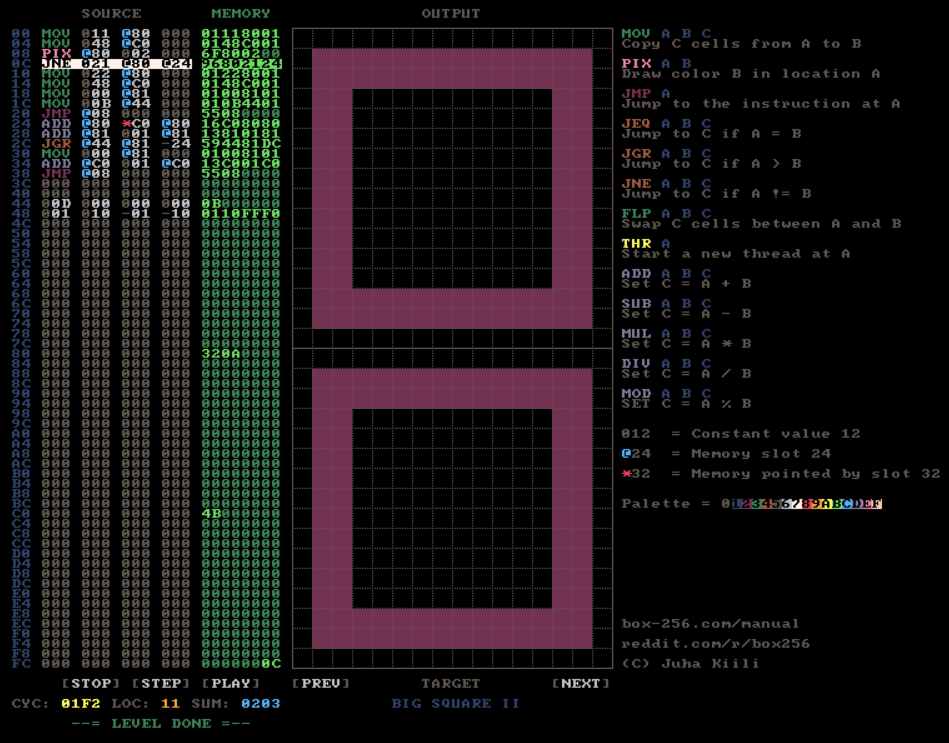 SOURCE MEMORY
00 MOV 011 @80 000 01118001
04 MOV 048 @C0 000 0148C001
08 PIX @80 002 000 6F800200
0C JNE 021 @80 @24 96802124
10 MOV 022 @80 000 01228001
14 MOV 048 @C0 000 0148C001
18 MOV 000 @81 000 01008101
1C MOV 00B @44 000 010B4401
20 JMP @08 000 000 55080000
24 ADD @80 *C0 @80 16C08080
28 ADD @81 001 @81 13810181
2C JGR @44 @81 -24 594481DC
30 MOV 000 @81 000 01008101
34 ADD @C0 001 @C0 13C001C0
38 JMP @08 000 000 55080000
3C 000 000 000 000 00000000
40 000 000 000 000 00000000
44 00D 000 000 000 0B000000
48 001 010 -01 -10 0110FFF0
4C 000 000 000 000 00000000
50 000 000 000 000 00000000
54 000 000 000 000 00000000
58 000 000 000 000 00000000
5C 000 000 000 000 00000000
60 000 000 000 000 00000000
64 000 000 000 000 00000000
68 000 000 000 000 00000000
6C 000 000 000 000 00000000
70 000 000 000 000 00000000
74 000 000 000 000 00000000
78 000 000 000 000 00000000
7C 000 000 000 000 00000000
80 000 000 000 000 320A0000
84 000 000 000 000 00000000
88 000 000 000 000 00000000
8C 000 000 000 000 00000000
90 000 000 000 000 00000000
94 000 000 000 000 00000000
98 000 000 000 000 00000000
9C 000 000 000 000 00000000
A0 000 000 000 000 00000000
A4 000 000 000 000 00000000
A8 000 000 000 000 00000000
AC 000 000 000 000 00000000
B0 000 000 000 000 00000000
B4 000 000 000 000 00000000
B8 000 000 000 000 00000000
BC 000 000 000 000 00000000
C0 000 000 000 000 4B000000
C4 000 000 000 000 00000000
C8 000 000 000 000 00000000
CC 000 000 000 000 00000000
D0 000 000 000 000 00000000
D4 000 000 000 000 00000000
D8 000 000 000 000 00000000
DC 000 000 000 000 00000000
E0 000 000 000 000 00000000
E4 000 000 000 000 00000000
E8 000 000 000 000 00000000
EC 000 000 000 000 00000000
F0 000 000 000 000 00000000
F4 000 000 000 000 00000000
F8 000 000 000 000 00000000
FC 000 000 000 000 0000000C
[STOP] [STEP] [PLAY]
CYC: 01F2 LOC: 11 SUM: 0203
--= LEVEL DONE =--
OUTPUT
[PREV] TARGET [NEXT]
BIG SQUARE II
MOV A B C
Copy C cells from A to B
PIX A B
Draw color B in location A
JMP A
Jump to the instruction at A
JEQ A B C
Jump to C if A = B
JGR A B C
Jump to C if A > B
JNE A B C
Jump to C if A != B
FLP A B C
Swap C cells between A and B
THR A
Start a new thread at A
ADD A B C
Set C = A + B
SUB A B C
Set C = A - B
MUL A B C
Set C = A * B
DIV A B C
Set C = A / B
MOD A B C
SET C = A % B
012 = Constant value 12
@24 = Memory slot 24
*32 = Memory pointed by slot 32
Palette = 0123456789ABCDEF
box-256.com/manual
reddit.com/r/box256
(C) Juha Kiili